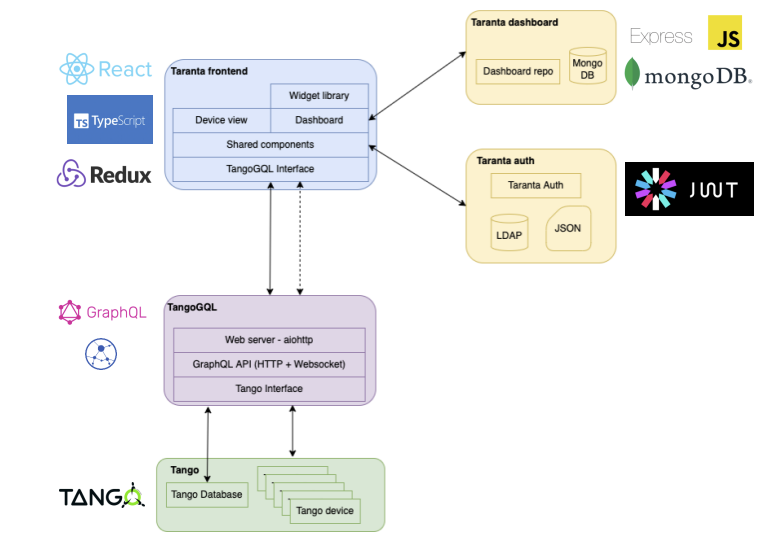 React
TS TypeScript
Redux
Taranta frontend
Widget library
Device view
Dashboard
Shared components
TangoGQL Interface
Taranta dashboard
Dashboard repo
Mongo
DB
Express
JS
mongoDB®
Taranta auth
Taranta Auth
LDAP
JSON
JWT
GraphQL
TangoGQL
Web server - aiohttp
GraphQL API (HTTP + Websocket)
Tango Interface
TANGO
Tango
Tango Database
Tango device